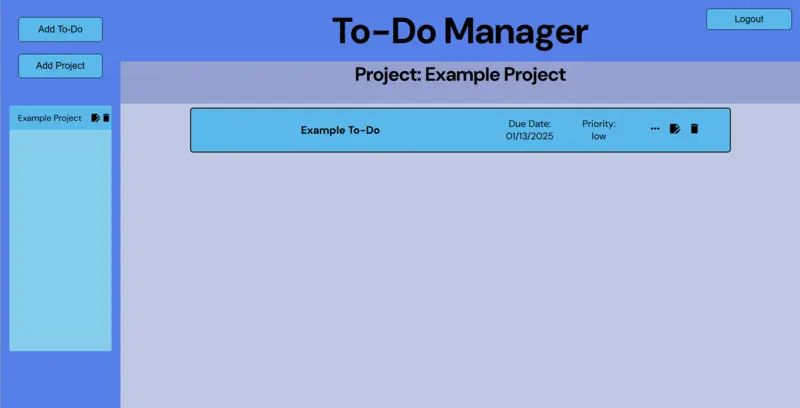 Add To-Do
To-Do Manager
Logout
Add Project
Project: Example Project
Example Project
Example To-Do
Due Date:
01/13/2025
Priority:
low